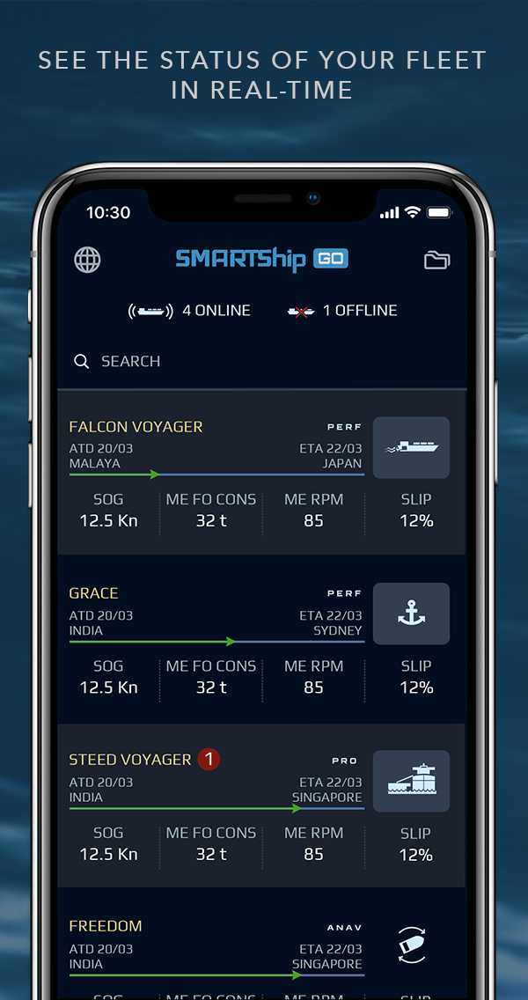 SEE THE STATUS OF YOUR FLEET
IN REAL-TIME
10:30
SMARTShip GO
4 ONLINE 1 OFFLINE
SEARCH
FALCON VOYAGER PERF
ATD 20/03 ETA 22/03
MALAYA JAPAN
SOG ME FO CONS ME RPM SLIP
12.5 Kn 32 t 85 12%
GRACE PERF
ATD 20/03 ETA 22/03
INDIA SYDNEY
SOG ME FO CONS ME RPM SLIP
12.5 Kn 32 t 85 12%
STEED VOYAGER 1 PRO
ATD 20/03 ETA 22/03
INDIA SINGAPORE
SOG ME FO CONS ME RPM SLIP
12.5 Kn 32 t 85 12%
FREEDOM ANAV
ATD 20/03 ETA 22/03
INDIA SINGAPORE